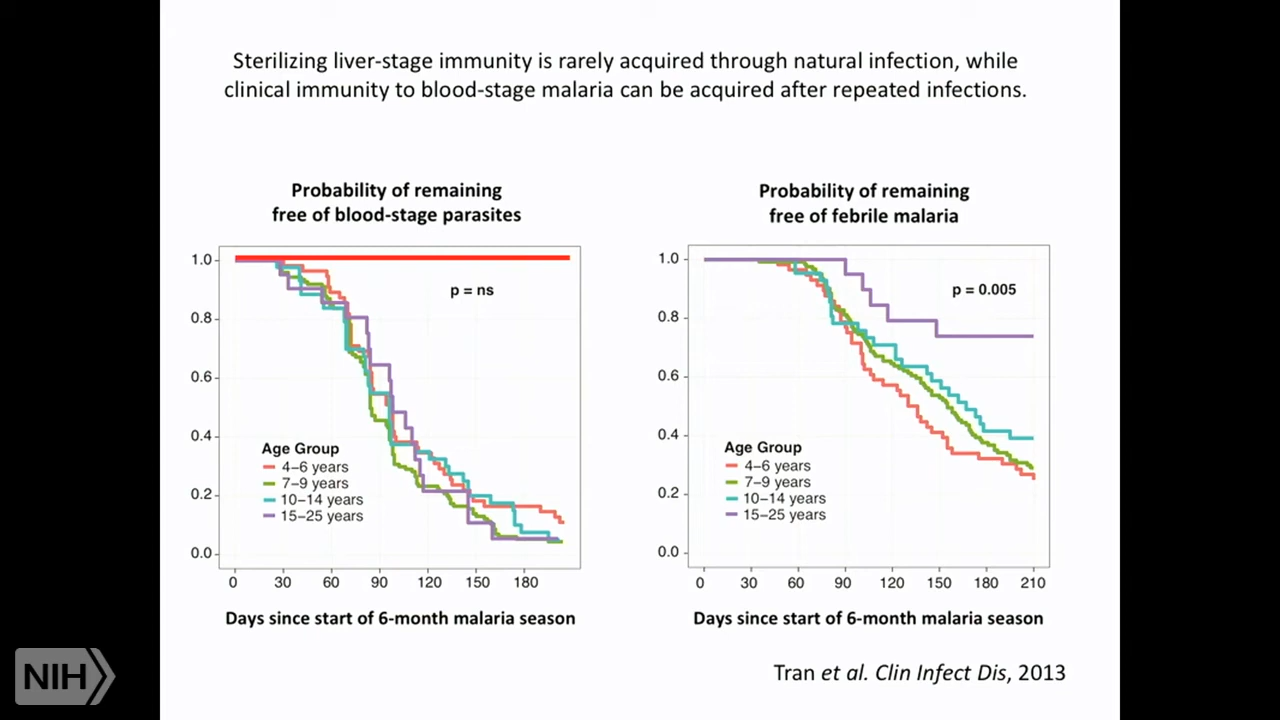 Sterilizing liver-stage immunity is rarely acquired through natural infection, while
clinical immunity to blood-stage malaria can be acquired after repeated infections.
Probability of remaining
free of blood-stage parasites
1.0
0.8
0.6
0.4
0.2
0.0
p = ns
Age Group
4–6 years
7–9 years
10–14 years
15–25 years
0 30 60 90 120 150 180
Days since start of 6-month malaria season
Probability of remaining
free of febrile malaria
1.0
0.8
0.6
0.4
0.2
0.0
p = 0.005
Age Group
4–6 years
7–9 years
10–14 years
15–25 years
0 30 60 90 120 150 180 210
Days since start of 6-month malaria season
Tran et al. Clin Infect Dis, 2013
NIH